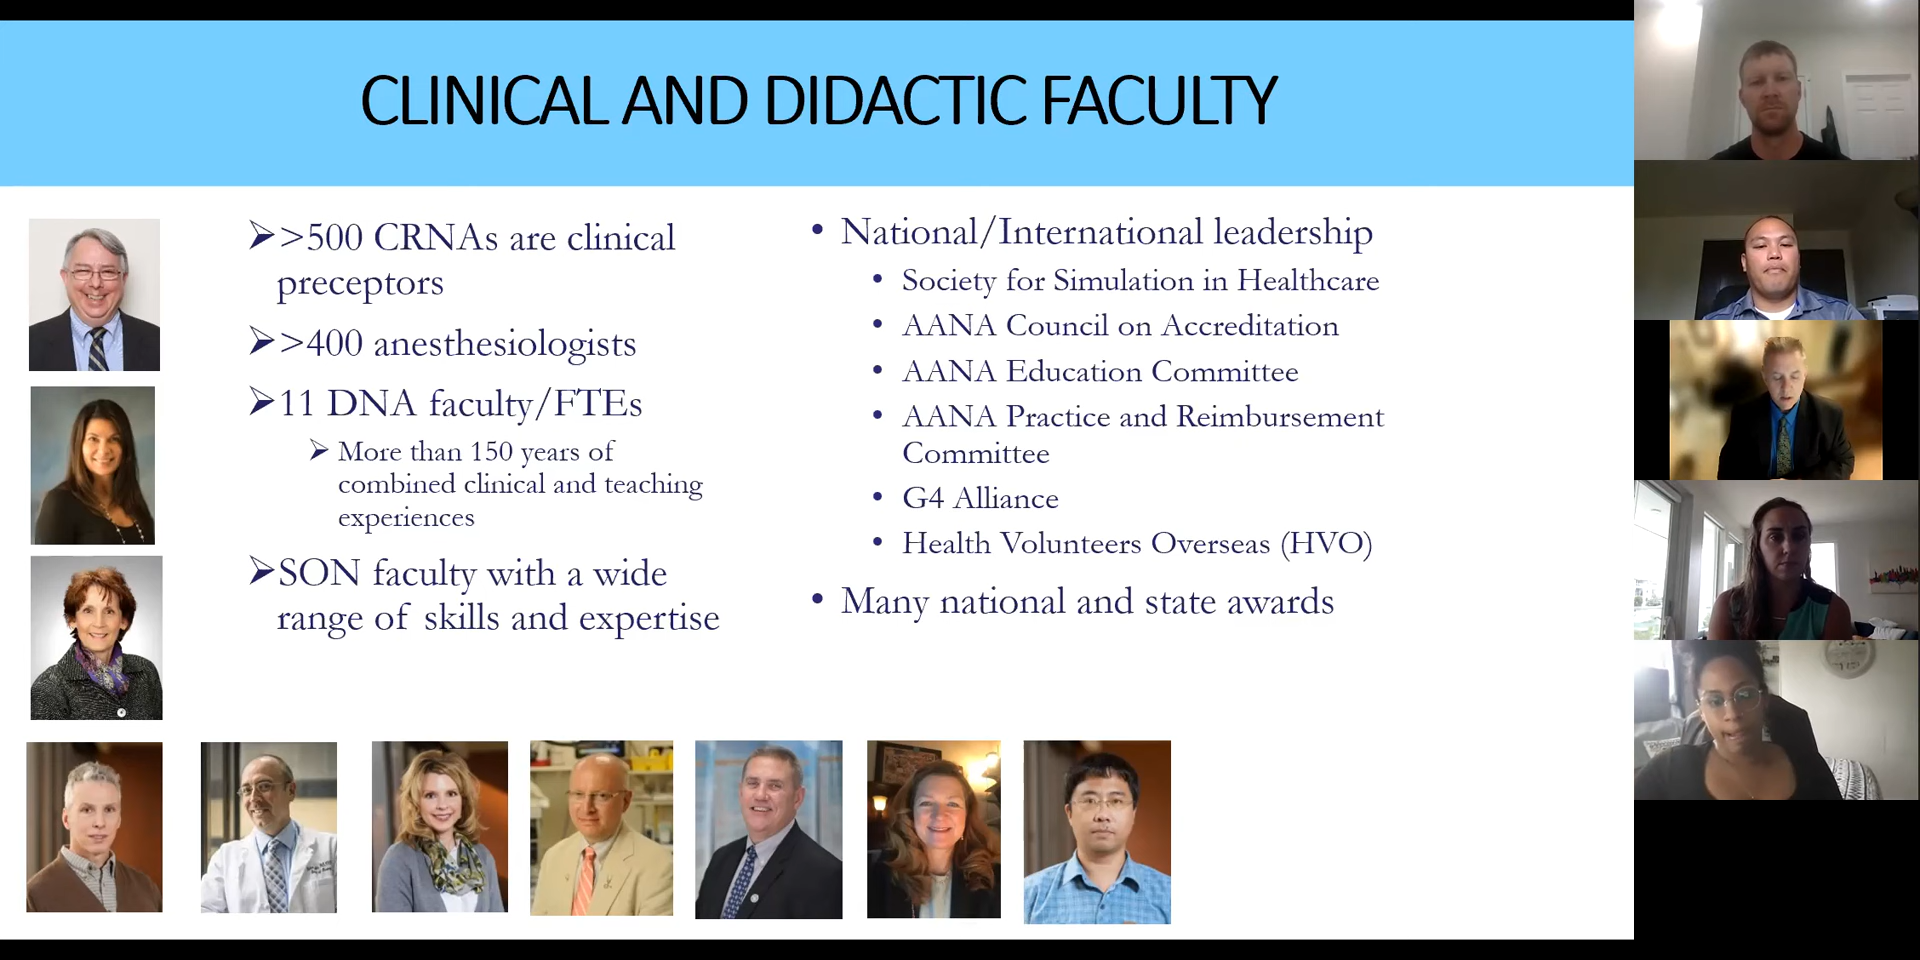 CLINICAL AND DIDACTIC FACULTY
>500 CRNAs are clinical
preceptors
>400 anesthesiologists
11 DNA faculty/FTEs
More than 150 years of
combined clinical and teaching
experiences
SON faculty with a wide
range of skills and expertise
National/International leadership
Society for Simulation in Healthcare
AANA Council on Accreditation
AANA Education Committee
AANA Practice and Reimbursement
Committee
G4 Alliance
Health Volunteers Overseas (HVO)
Many national and state awards